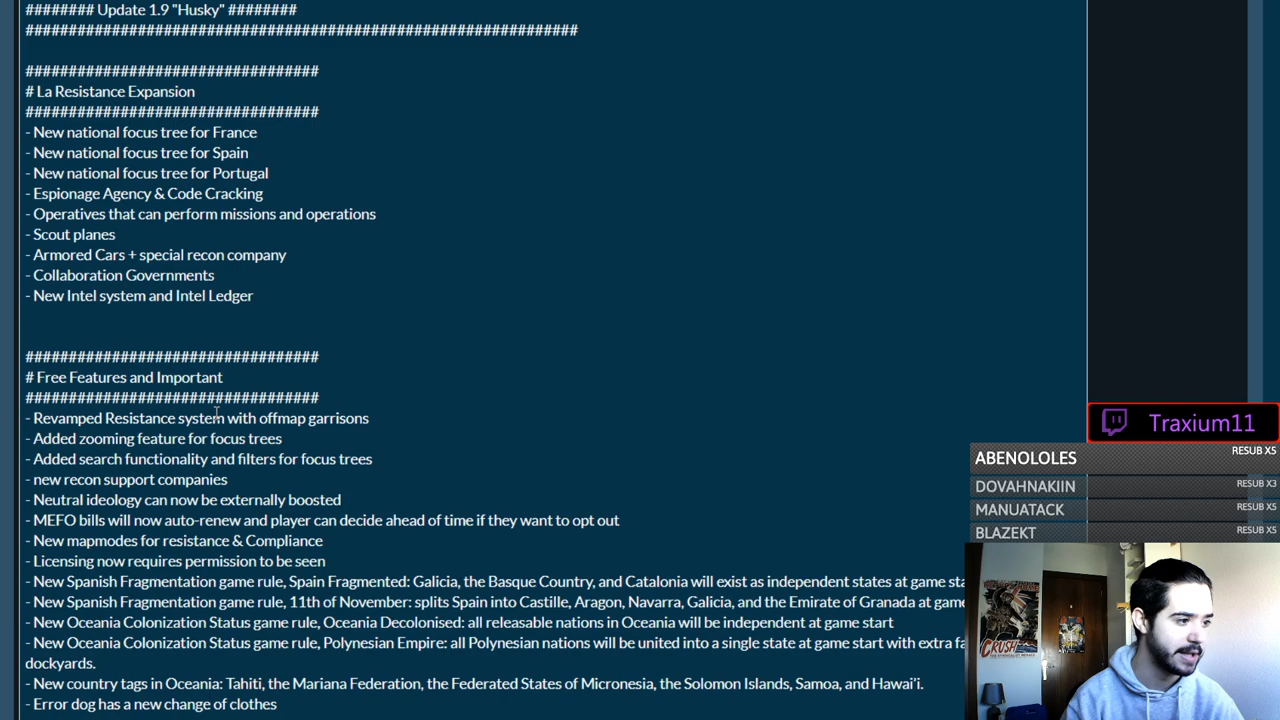 ######## Update 1.9 "Husky" ########
################################################################
##################################
# La Resistance Expansion
##################################
- New national focus tree for France
- New national focus tree for Spain
- New national focus tree for Portugal
- Espionage Agency & Code Cracking
- Operatives that can perform missions and operations
- Scout planes
- Armored Cars + special recon company
- Collaboration Governments
- New Intel system and Intel Ledger
##################################
# Free Features and Important
##################################
- Revamped Resistance system with offmap garrisons
- Added zooming feature for focus trees
- Added search functionality and filters for focus trees
- new recon support companies
- Neutral ideology can now be externally boosted
- MEFO bills will now auto-renew and player can decide ahead of time if they want to opt out
- New mapmodes for resistance & Compliance
- Licensing now requires permission to be seen
- New Spanish Fragmentation game rule, Spain Fragmented: Galicia, the Basque Country, and Catalonia will exist as independent states at game sta
- New Spanish Fragmentation game rule, 11th of November: splits Spain into Castille, Aragon, Navarra, Galicia, and the Emirate of Granada at game
- New Oceania Colonization Status game rule, Oceania Decolonised: all releasable nations in Oceania will be independent at game start
- New Oceania Colonization Status game rule, Polynesian Empire: all Polynesian nations will be united into a single state at game start with extra fa
dockyards.
- New country tags in Oceania: Tahiti, the Mariana Federation, the Federated States of Micronesia, the Solomon Islands, Samoa, and Hawai'i.
- Error dog has a new change of clothes
Traxium11
ABENOLOLES RESUB X5
DOVAHNAKIIN RESUB X3
MANUATACK RESUB X5
BLAZEKT RESUB X5
CRUSH